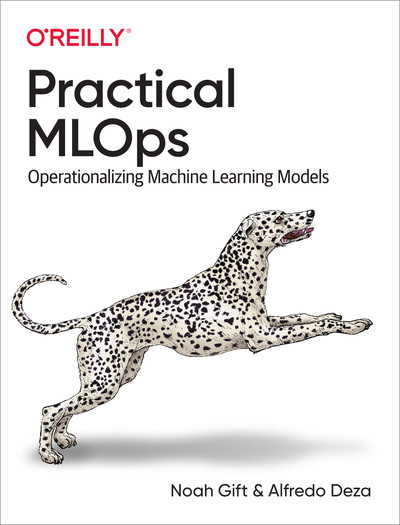 O'REILLY®
Practical
MLOps
Operationalizing Machine Learning Models
Noah Gift & Alfredo Deza